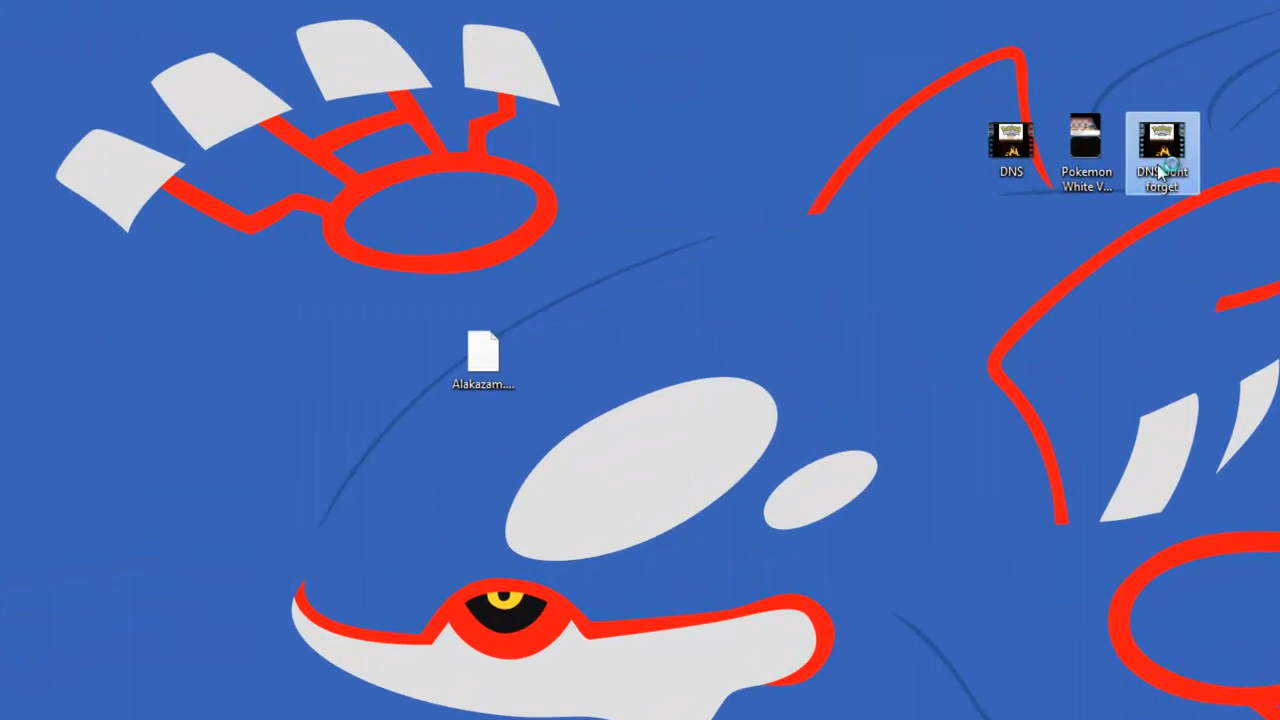 DNS
Pokemon
White V...
DNS dont
forget
Alakazam....